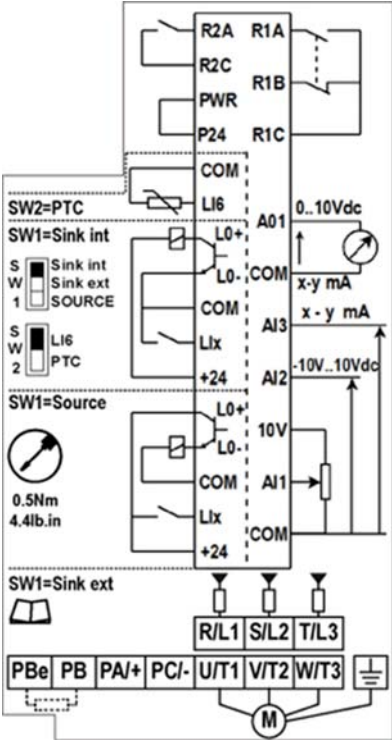 R2A R1A
R2C
R1B
PWR
P24 R1C
COM
LI6
SW2=PTC
0..10Vdc
A01
SW1=Sink int
L0+
S W 1
Sink int
Sink ext
SOURCE
L0- COM
x-y mA
COM
x - y mA
AI3
S W 2
LI6
PTC
LIx
-10V..10Vdc
+24 AI2
SW1=Source
L0+
10V
L0-
COM AI1
0.5Nm
4.4lb.in
LIx
COM
+24
SW1=Sink ext
R/L1 S/L2 T/L3
PBe PB PA/+ PC/- U/T1 V/T2 W/T3
M